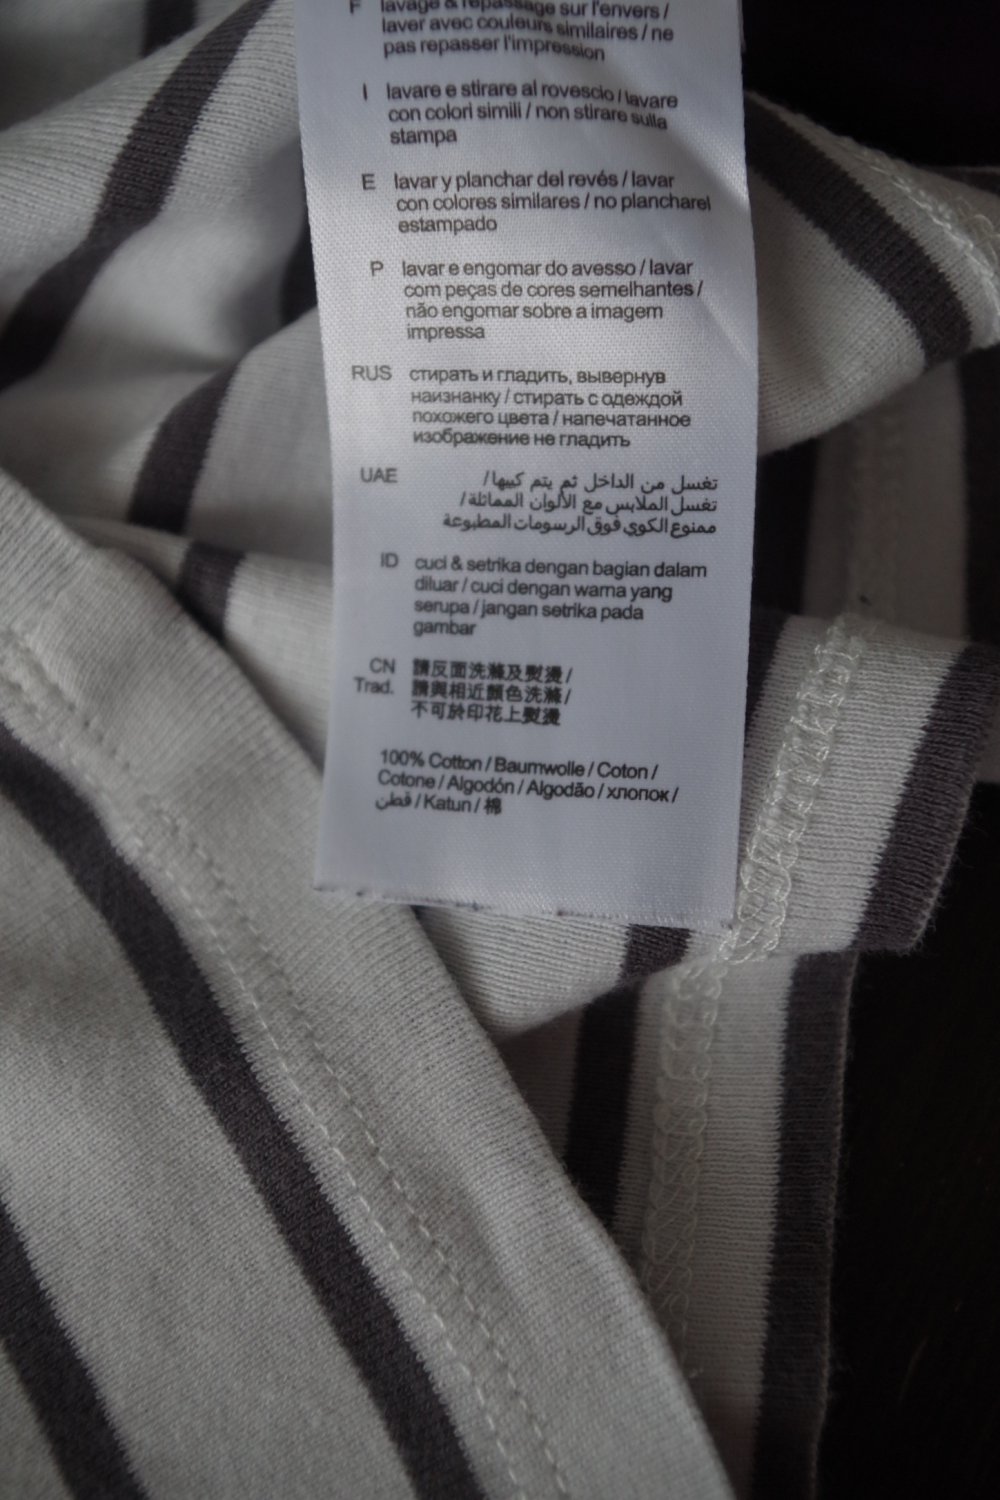 F lavage & repassage sur l'envers /
laver avec couleurs similaires / ne
pas repasser l'impression
I lavare e stirare al rovescio / lavare
con colori simili / non stirare sulla
stampa
E lavar y planchar del revés / lavar
con colores similares / no plancharel
estampado
P lavar e engomar do avesso / lavar
com peças de cores semelhantes /
não engomar sobre a imagem
impressa
RUS стирать и гладить, вывернув
наизнанку / стирать с одеждой
похожего цвета / напечатанное
изображение не гладить
UAE تغسل من الداخل ثم يتم كيها/
تغسل الملابس مع الألوان المماثلة/
ممنوع الكوي فوق الرسومات المطبوعة
ID cuci & setrika dengan bagian dalam
diluar / cuci dengan warna yang
serupa / jangan setrika pada
gambar
CN 請反面洗滌及熨燙 /
Trad. 請與相近顏色洗滌 /
不可於印花上熨燙
100% Cotton / Baumwolle / Coton /
Cotone / Algodón / Algodão / хлопок /
قطن / Katun / 棉